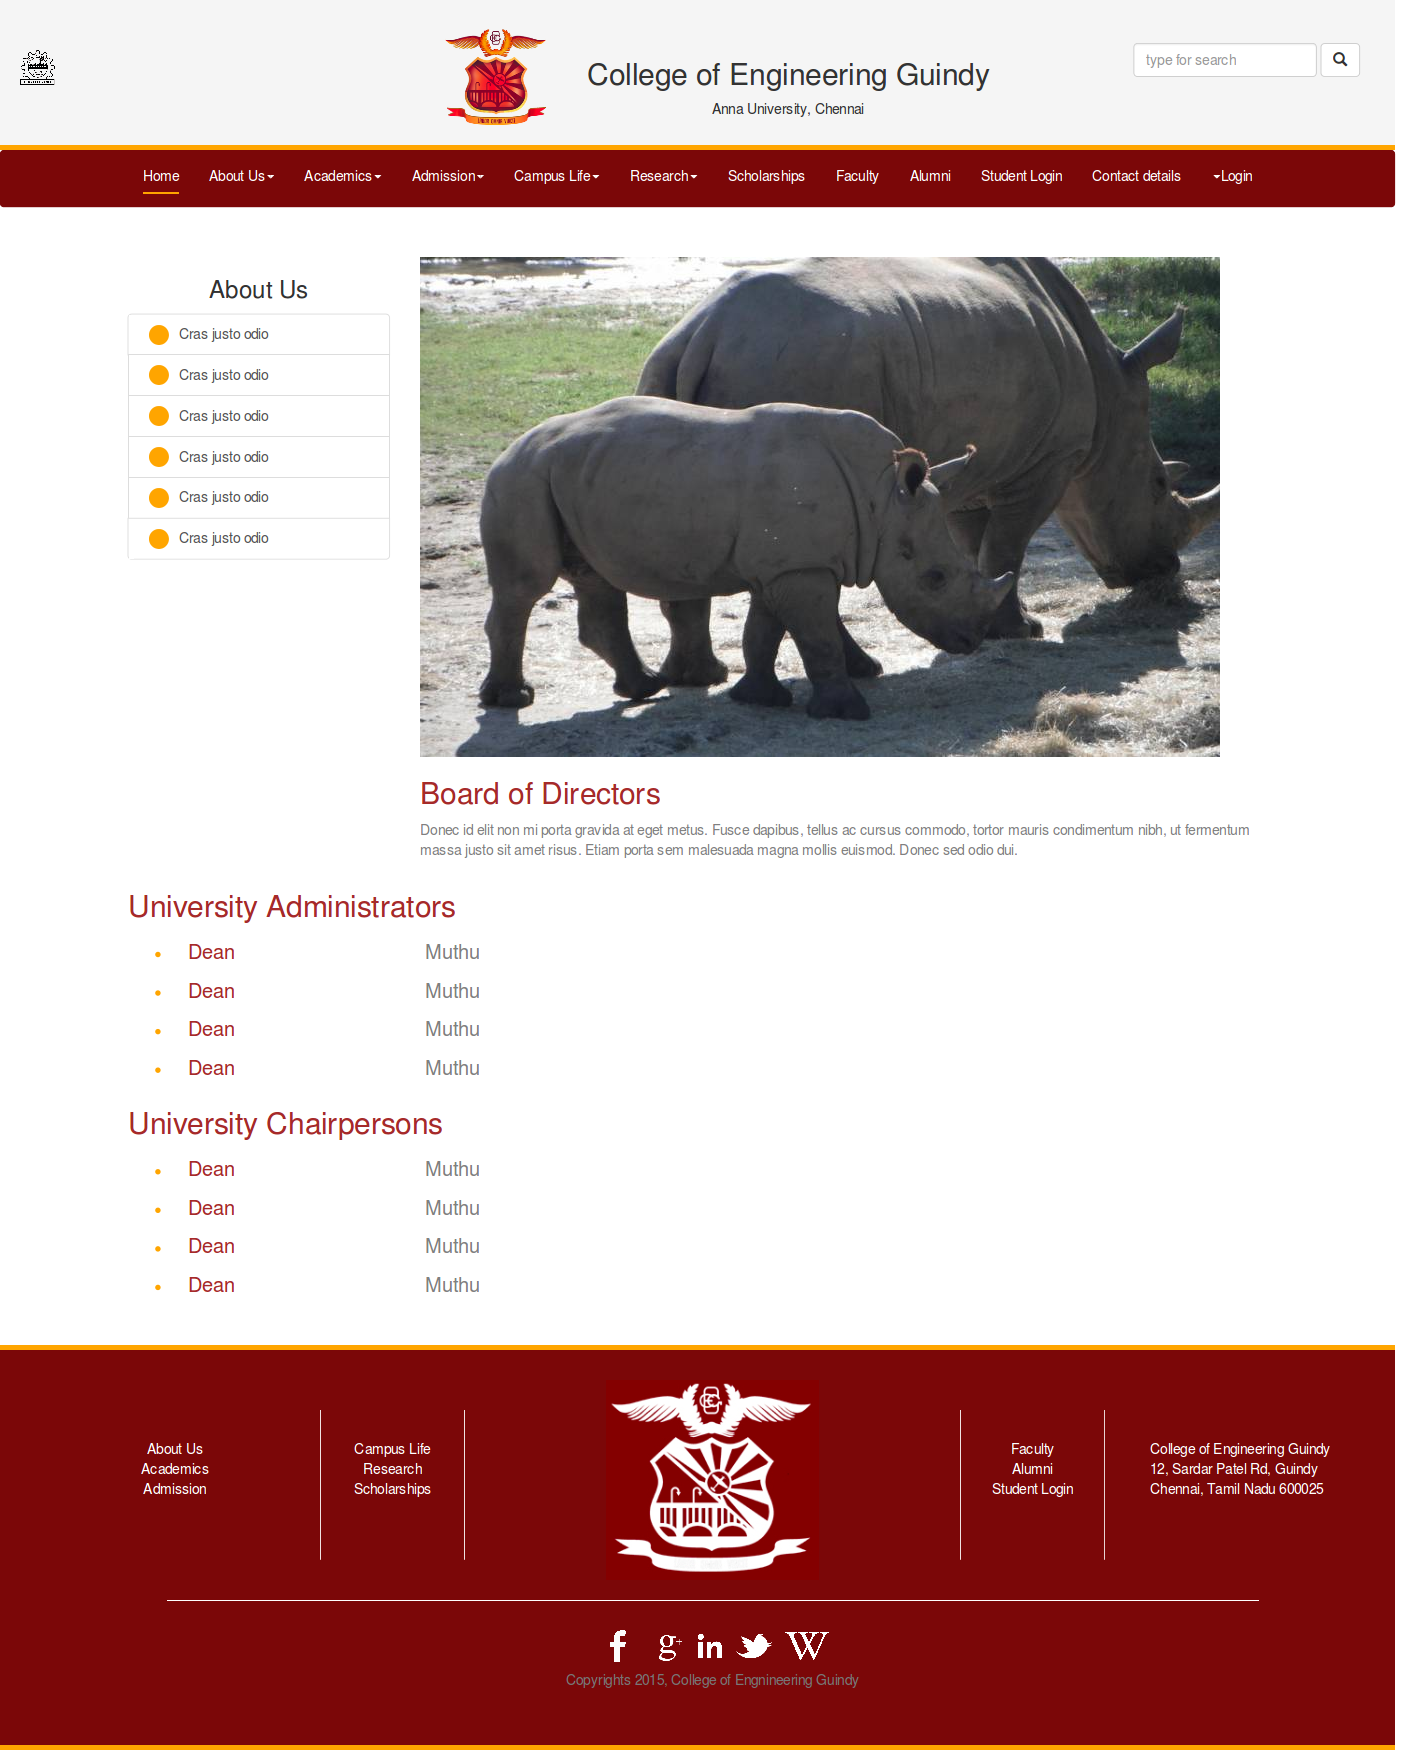 College of Engineering Guindy
Anna University, Chennai
type for search
Home About Us Academics Admission Campus Life Research Scholarships Faculty Alumni Student Login Contact details Login
About Us
Cras justo odio
Cras justo odio
Cras justo odio
Cras justo odio
Cras justo odio
Cras justo odio
Board of Directors
Donec id elit non mi porta gravida at eget metus. Fusce dapibus, tellus ac cursus commodo, tortor mauris condimentum nibh, ut fermentum
massa justo sit amet risus. Etiam porta sem malesuada magna mollis euismod. Donec sed odio dui.
University Administrators
Dean Muthu
Dean Muthu
Dean Muthu
Dean Muthu
University Chairpersons
Dean Muthu
Dean Muthu
Dean Muthu
Dean Muthu
About Us
Academics
Admission
Campus Life
Research
Scholarships
Faculty
Alumni
Student Login
College of Engineering Guindy
12, Sardar Patel Rd, Guindy
Chennai, Tamil Nadu 600025
Copyrights 2015, College of Engnineering Guindy